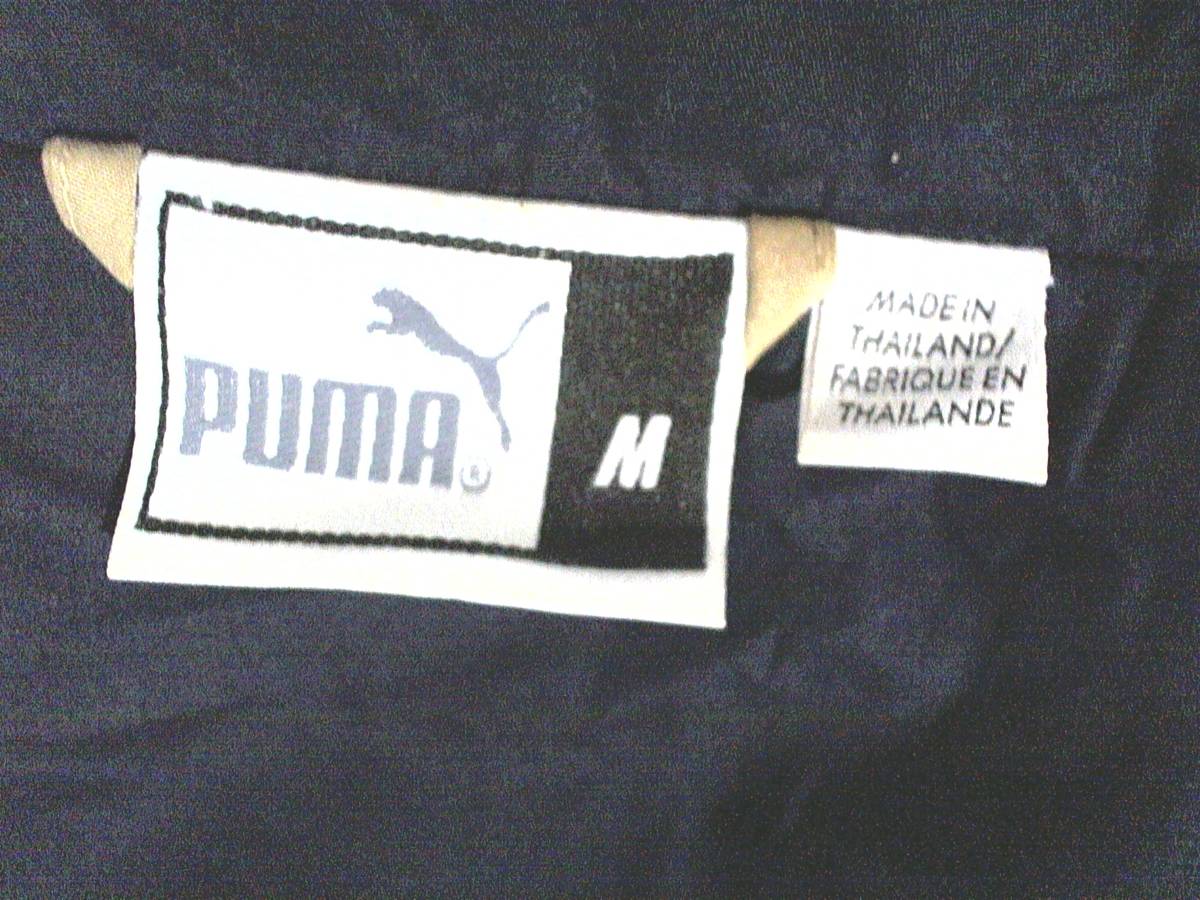 PUMA®
M
MADE IN
THAILAND/
FABRIQUE EN
THAILANDE